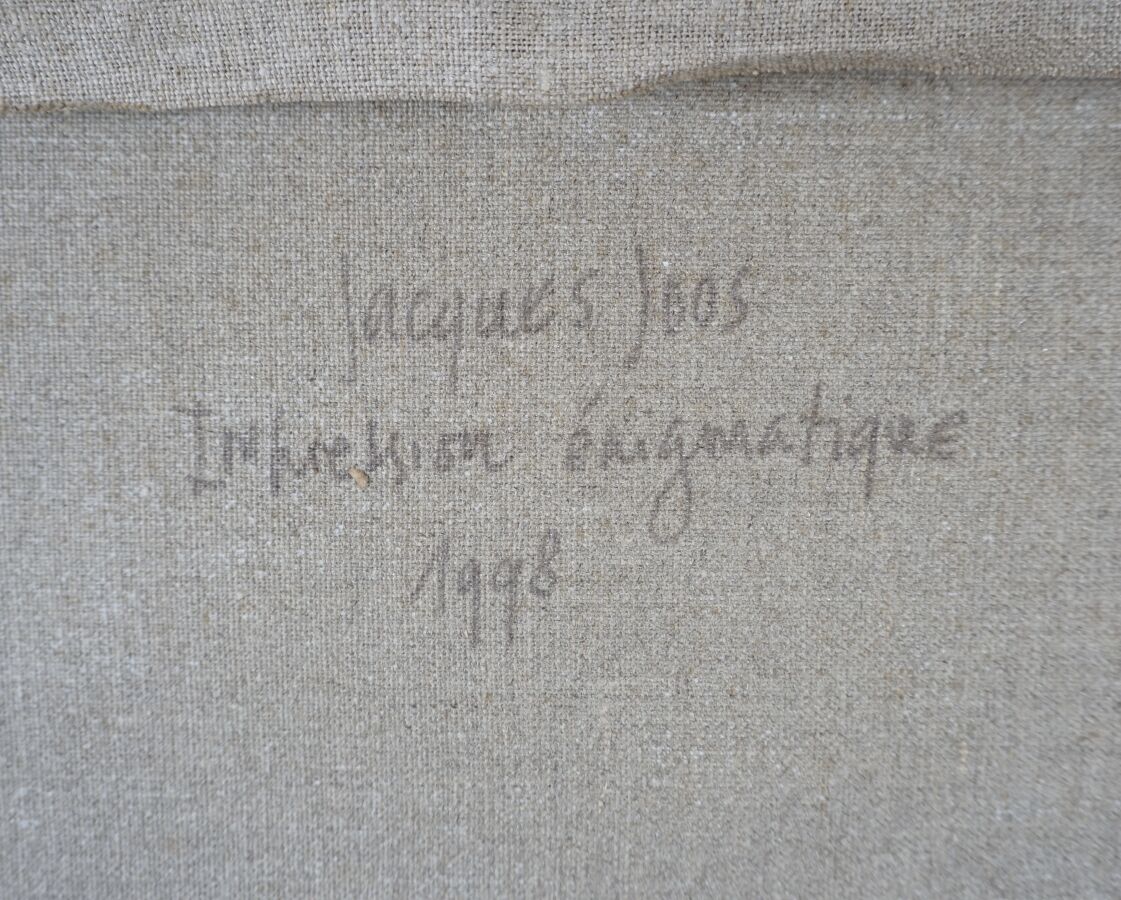 Jacques Joos
Impression énigmatique
1998